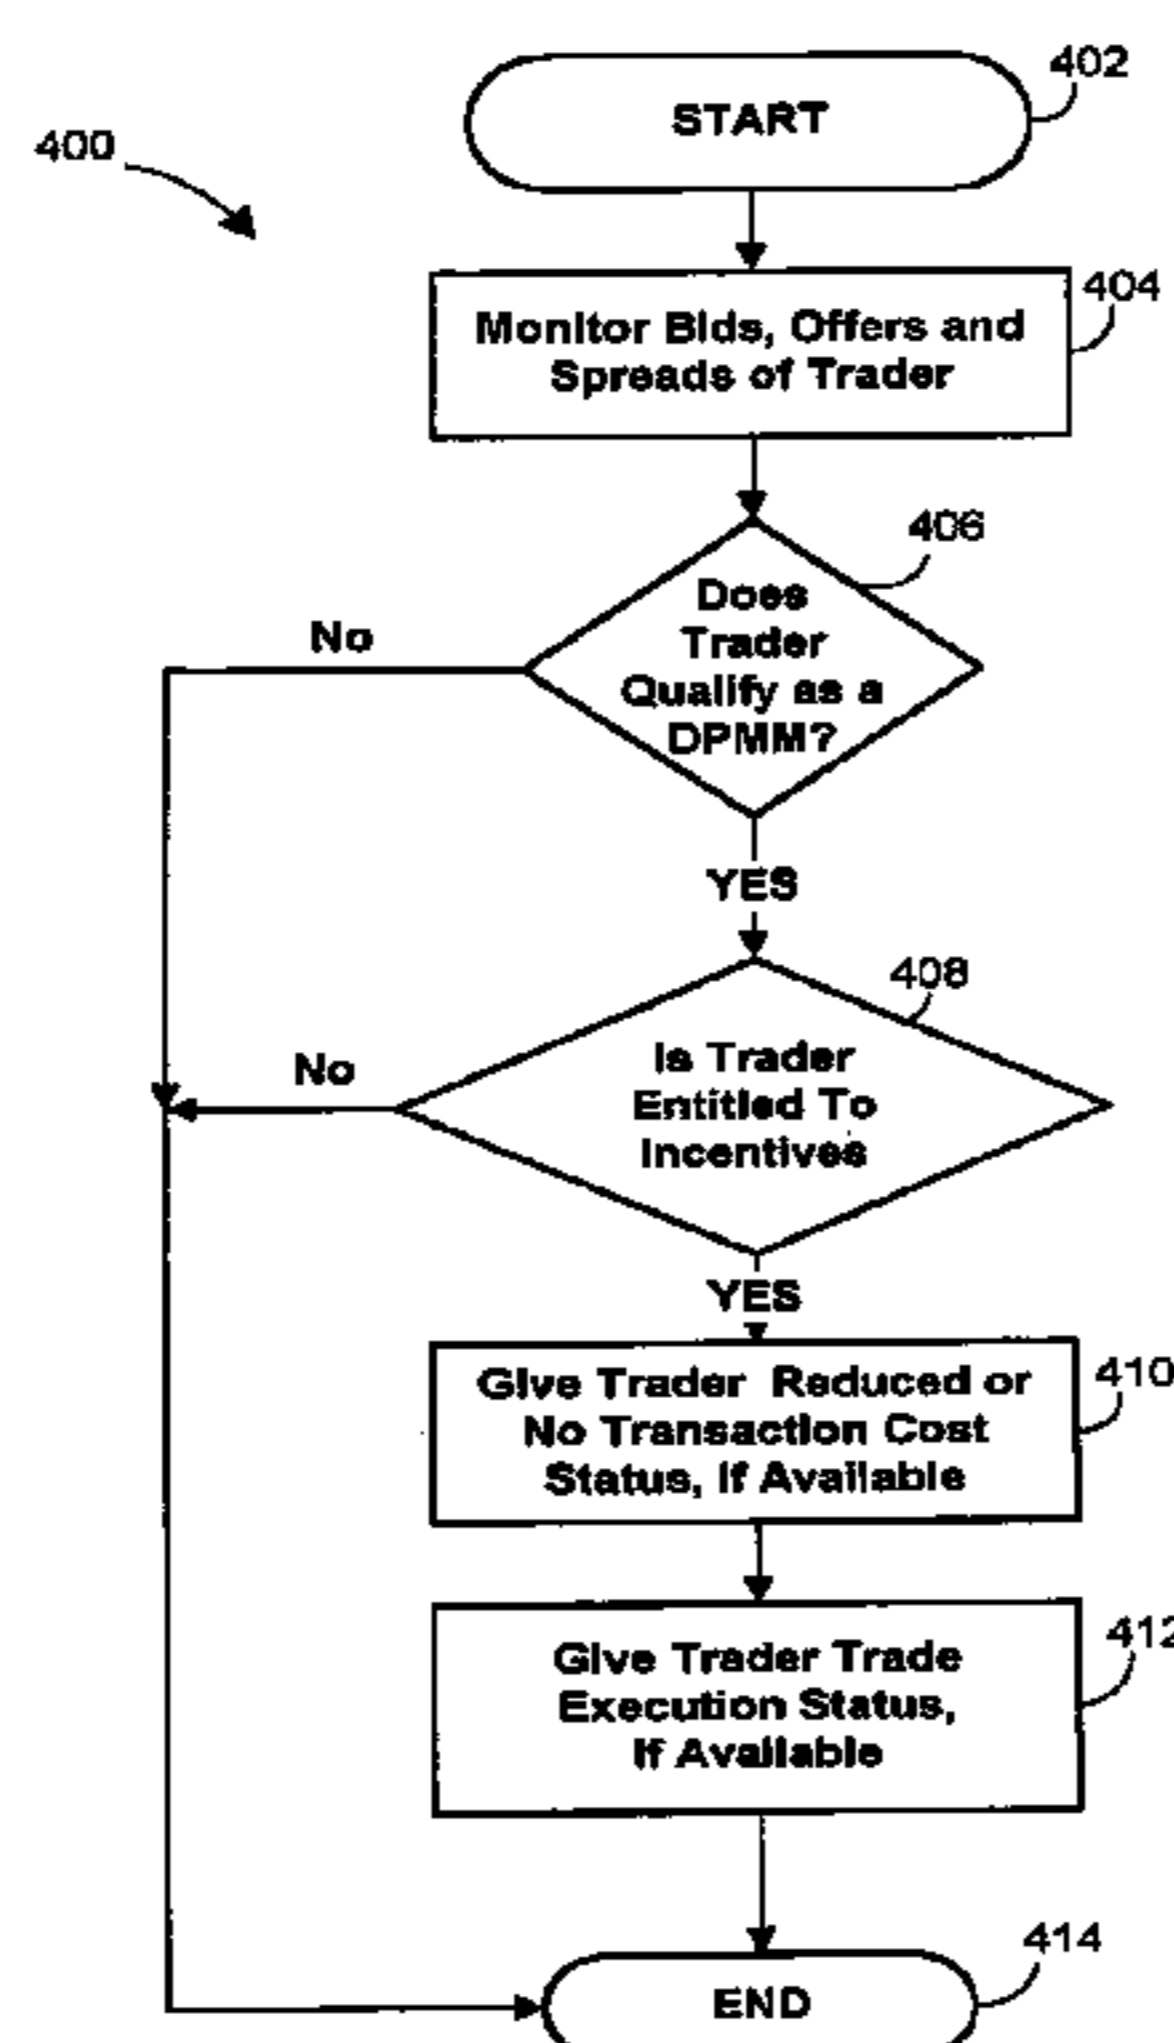 402
START
400
404
Monitor Bids, Offers and
Spreads of Trader
406
Does
Trader
Qualify as a
DPMM?
No
YES
408
Is Trader
Entitled To
Incentives
No
YES
410
Give Trader Reduced or
No Transaction Cost
Status, If Available
412
Give Trader Trade
Execution Status,
If Available
414
END